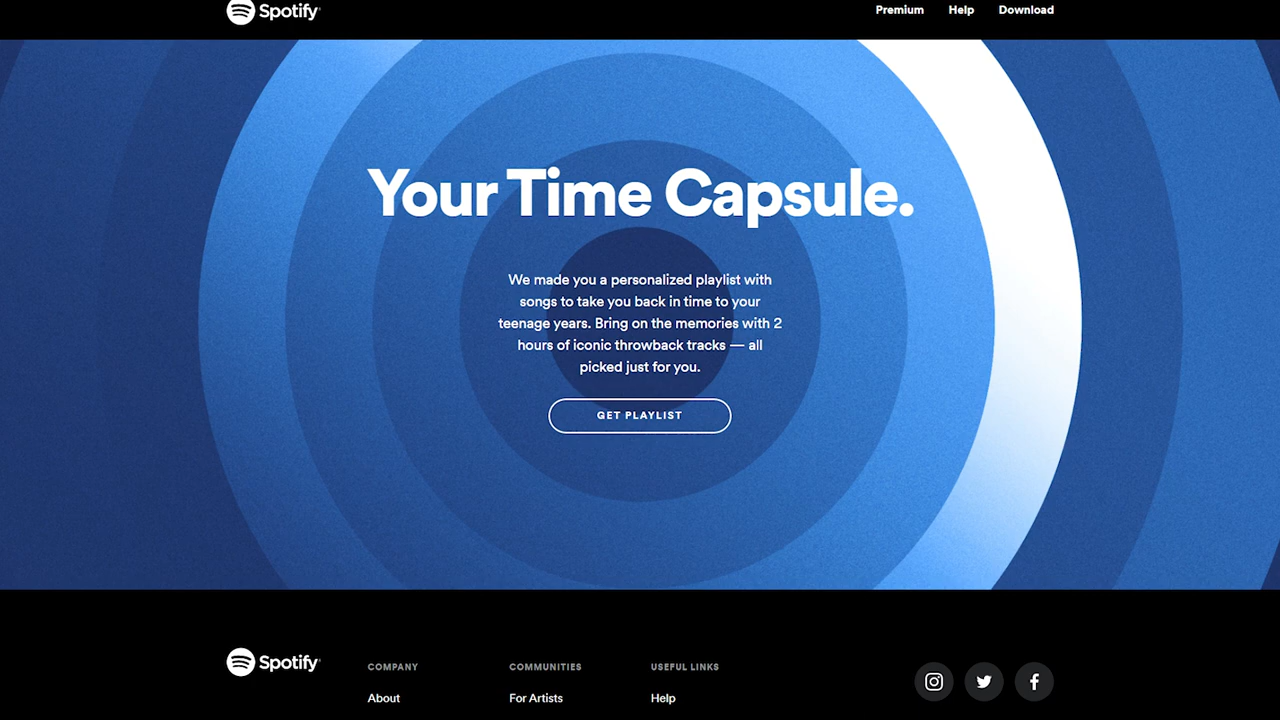 Spotify
Premium Help Download
Your Time Capsule.
We made you a personalized playlist with
songs to take you back in time to your
teenage years. Bring on the memories with 2
hours of iconic throwback tracks — all
picked just for you.
GET PLAYLIST
Spotify
COMPANY COMMUNITIES USEFUL LINKS
About For Artists Help